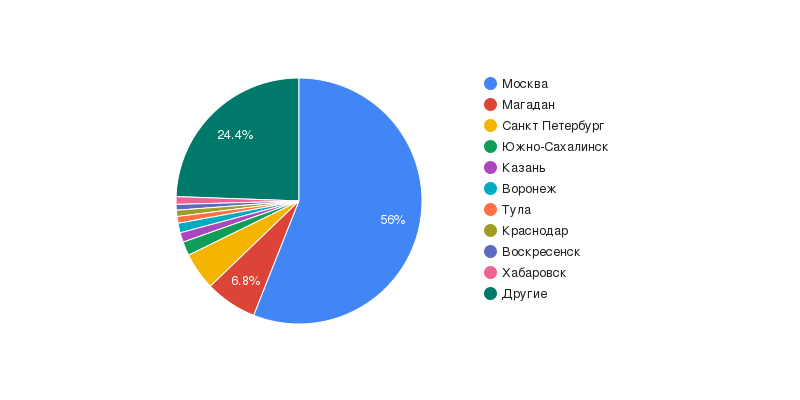 24.4%
56%
6.8%
Москва
Магадан
Санкт Петербург
Южно-Сахалинск
Казань
Воронеж
Тула
Краснодар
Воскресенск
Хабаровск
Другие